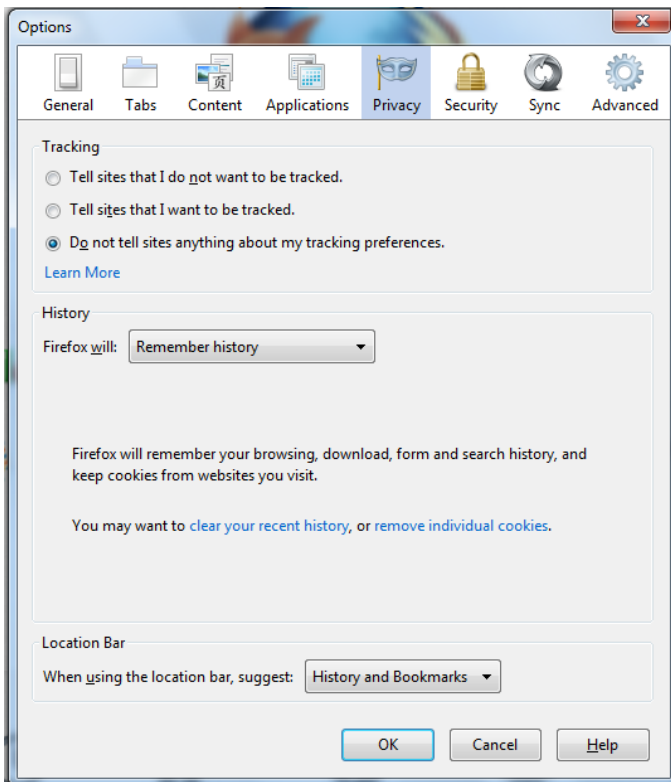 Options
General Tabs Content Applications Privacy Security Sync Advanced
页
Tracking
Tell sites that I do not want to be tracked.
Tell sites that I want to be tracked.
Do not tell sites anything about my tracking preferences.
Learn More
History
Firefox will: Remember history
Firefox will remember your browsing, download, form and search history, and
keep cookies from websites you visit.
You may want to clear your recent history, or remove individual cookies.
Location Bar
When using the location bar, suggest: History and Bookmarks
OK Cancel Help